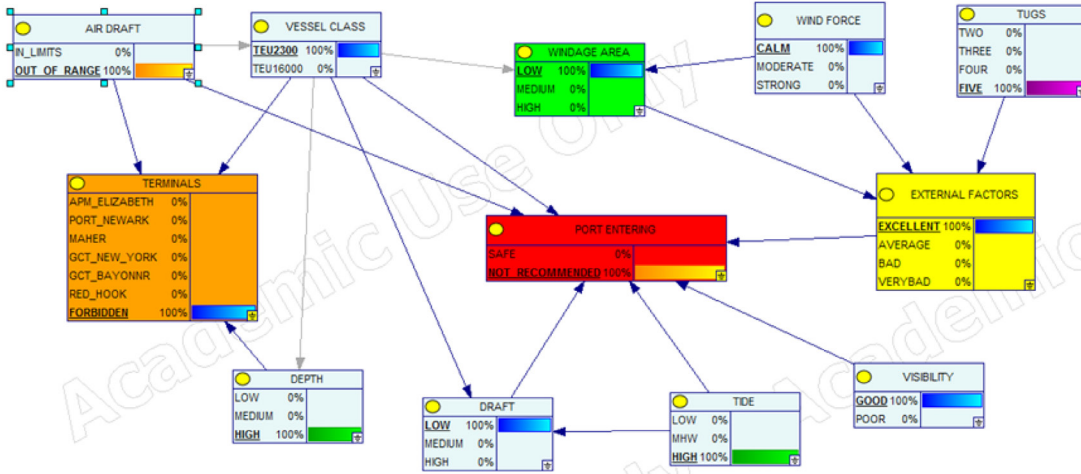 AIR DRAFT
IN_LIMITS 0%
OUT_OF_RANGE 100%
VESSEL CLASS
TEU2300 100%
TEU16000 0%
WINDAGE AREA
LOW 100%
MEDIUM 0%
HIGH 0%
WIND FORCE
CALM 100%
MODERATE 0%
STRONG 0%
TUGS
TWO 0%
THREE 0%
FOUR 0%
FIVE 100%
TERMINALS
APM_ELIZABETH 0%
PORT_NEWARK 0%
MAHER 0%
GCT_NEW_YORK 0%
GCT_BAYONNR 0%
RED_HOOK 0%
FORBIDDEN 100%
PORT ENTERING
SAFE 0%
NOT_RECOMMENDED 100%
EXTERNAL FACTORS
EXCELLENT 100%
AVERAGE 0%
BAD 0%
VERYBAD 0%
DEPTH
LOW 0%
MEDIUM 0%
HIGH 100%
DRAFT
LOW 100%
MEDIUM 0%
HIGH 0%
TIDE
LOW 0%
MHW 0%
HIGH 100%
VISIBILITY
GOOD 100%
POOR 0%
Academic Use Only
Academic